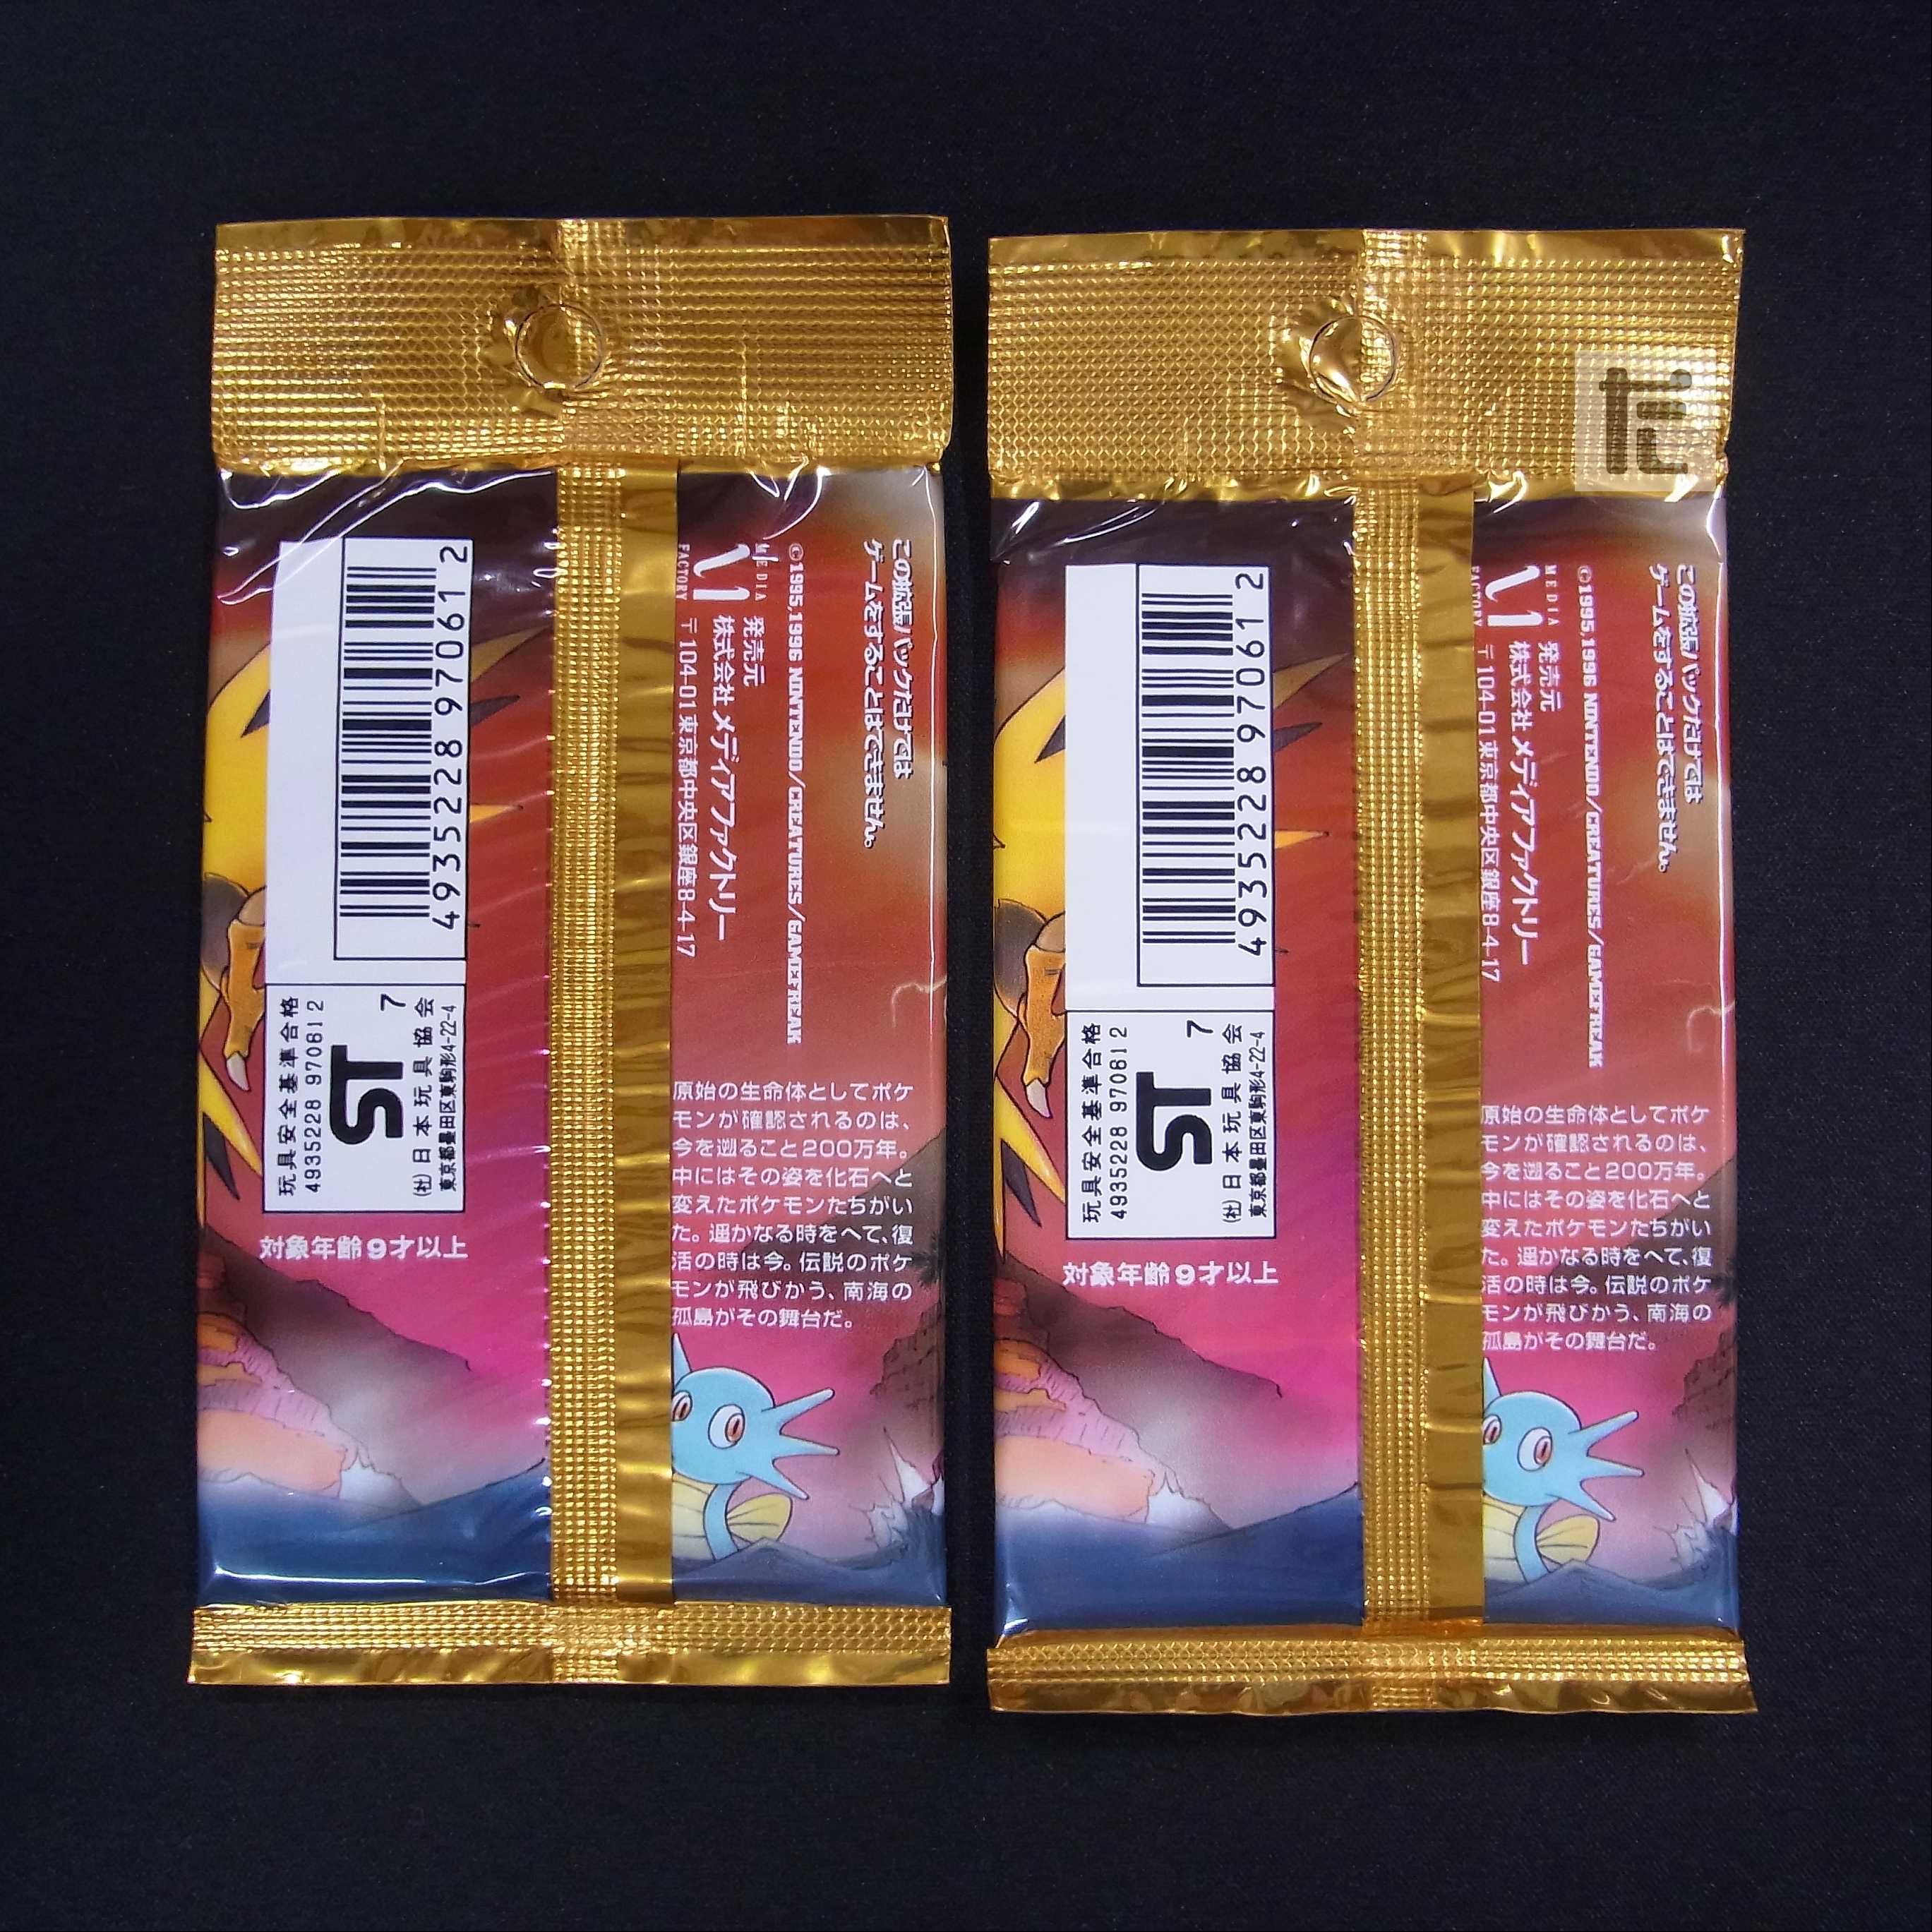 4935228 970612
玩具安全基準合格
4935228 970612
ST
7
(社)日本玩具協会
東京都墨田区東駒形4-22-4
対象年齢9才以上
この拡張パックだけでは
ゲームをすることはできません。
©1995,1996 NINTENDO/CREATURES/GAMEFREAK
MEDIA
FACTORY
発売元
株式会社メディアファクトリー
〒104-01東京都中央区銀座8-4-17
原始の生命体としてポケ
モンが確認されるのは、
今を遡ること200万年。
中にはその姿を化石へと
変えたポケモンたちがい
た。遥かなる時をへて、復
活の時は今。伝説のポケ
モンが飛びかう、南海の
孤島がその舞台だ。
4935228 970612
玩具安全基準合格
4935228 970612
ST
7
(社)日本玩具協会
東京都墨田区東駒形4-22-4
対象年齢9才以上
この拡張パックだけでは
ゲームをすることはできません。
©1995,1996 NINTENDO/CREATURES/GAMEFREAK
MEDIA
FACTORY
発売元
株式会社メディアファクトリー
〒104-01東京都中央区銀座8-4-17
原始の生命体としてポケ
モンが確認されるのは、
今を遡ること200万年。
中にはその姿を化石へと
変えたポケモンたちがい
た。遥かなる時をへて、復
活の時は今。伝説のポケ
モンが飛びかう、南海の
孤島がその舞台だ。